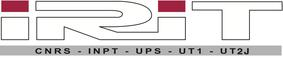 iRiT
CNRS - INPT - UPS - UT1 - UT2J